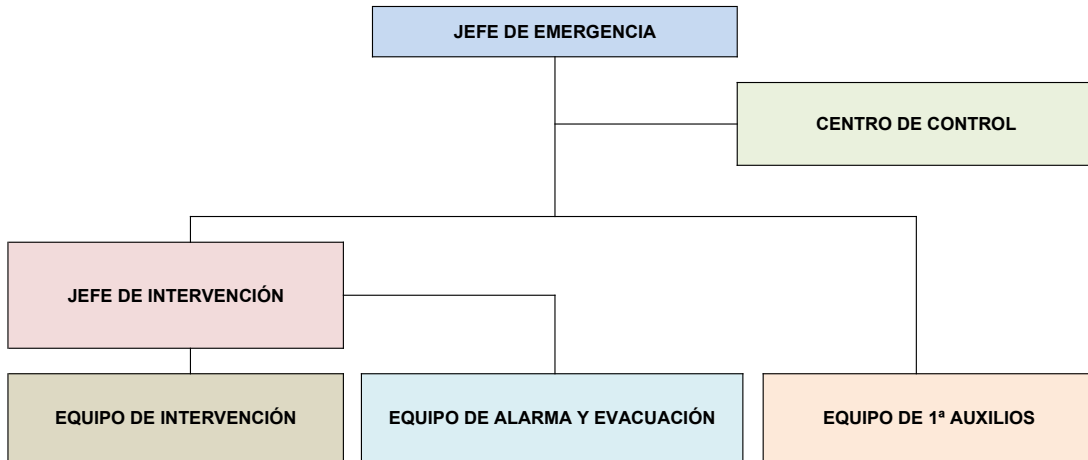 JEFE DE EMERGENCIA
CENTRO DE CONTROL
JEFE DE INTERVENCIÓN
EQUIPO DE INTERVENCIÓN
EQUIPO DE ALARMA Y EVACUACIÓN
EQUIPO DE 1ª AUXILIOS